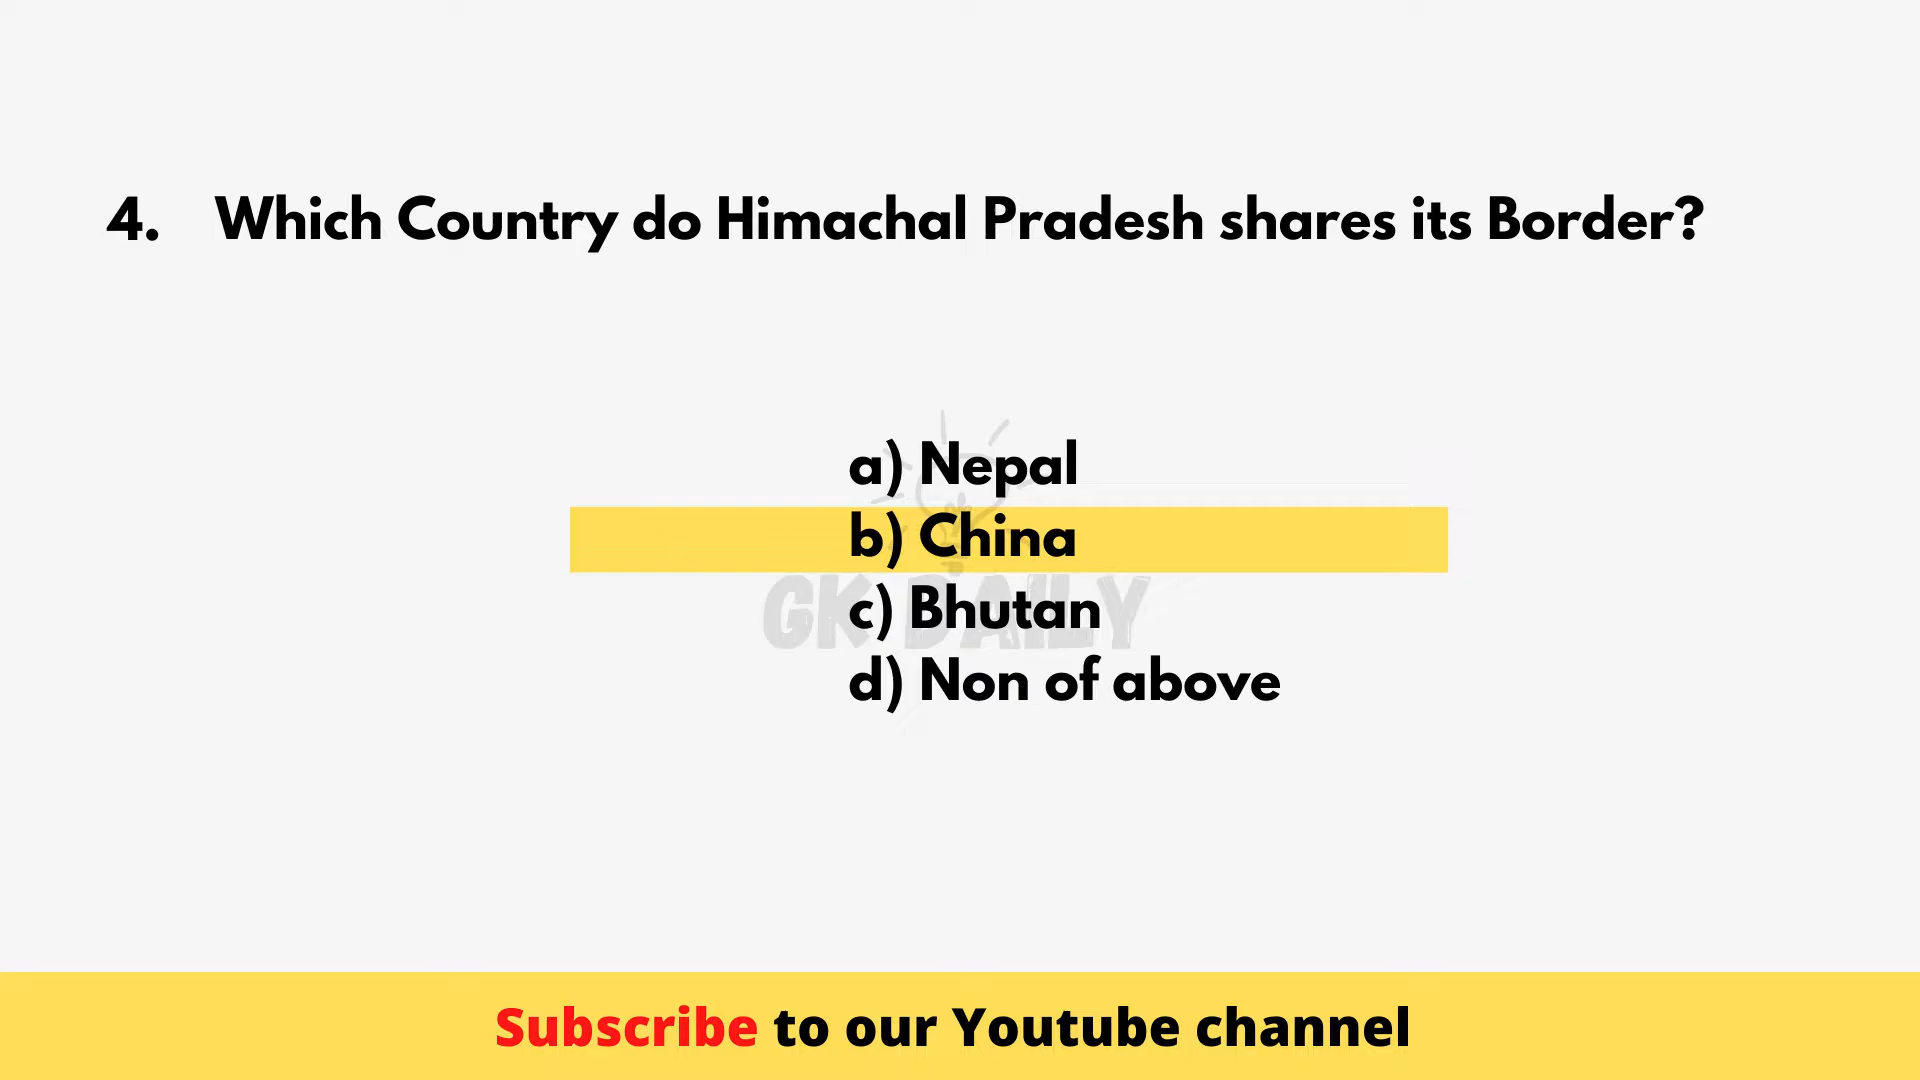 4. Which Country do Himachal Pradesh shares its Border?
a) Nepal
b) China
GK DAILY
c) Bhutan
d) Non of above
Subscribe to our Youtube channel